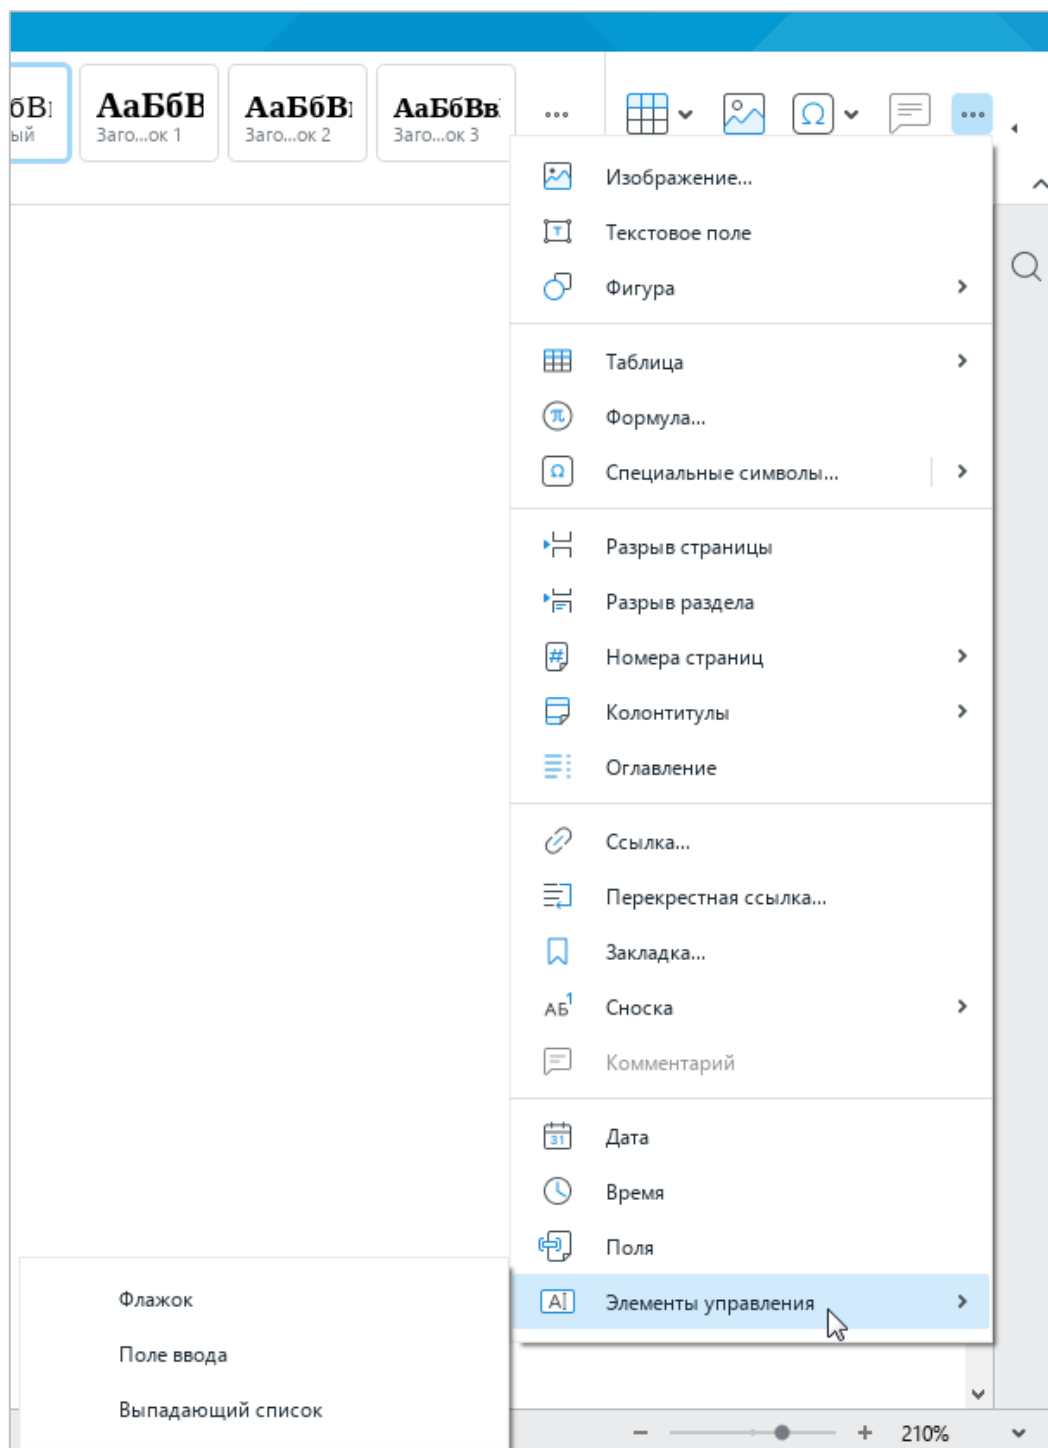 бВ
ый
АаБбВ
Заго...ок 1
АаБбВ
Заго...ок 2
АаБбВв
Заго...ок 3
Изображение...
Текстовое поле
Фигура
Таблица
Формула...
Специальные символы...
Разрыв страницы
Разрыв раздела
Номера страниц
Колонтитулы
Оглавление
Ссылка...
Перекрестная ссылка...
Закладка...
АБ1
Сноска
Комментарий
31
Дата
Время
Поля
Элементы управления
Флажок
Поле ввода
Выпадающий список
210%